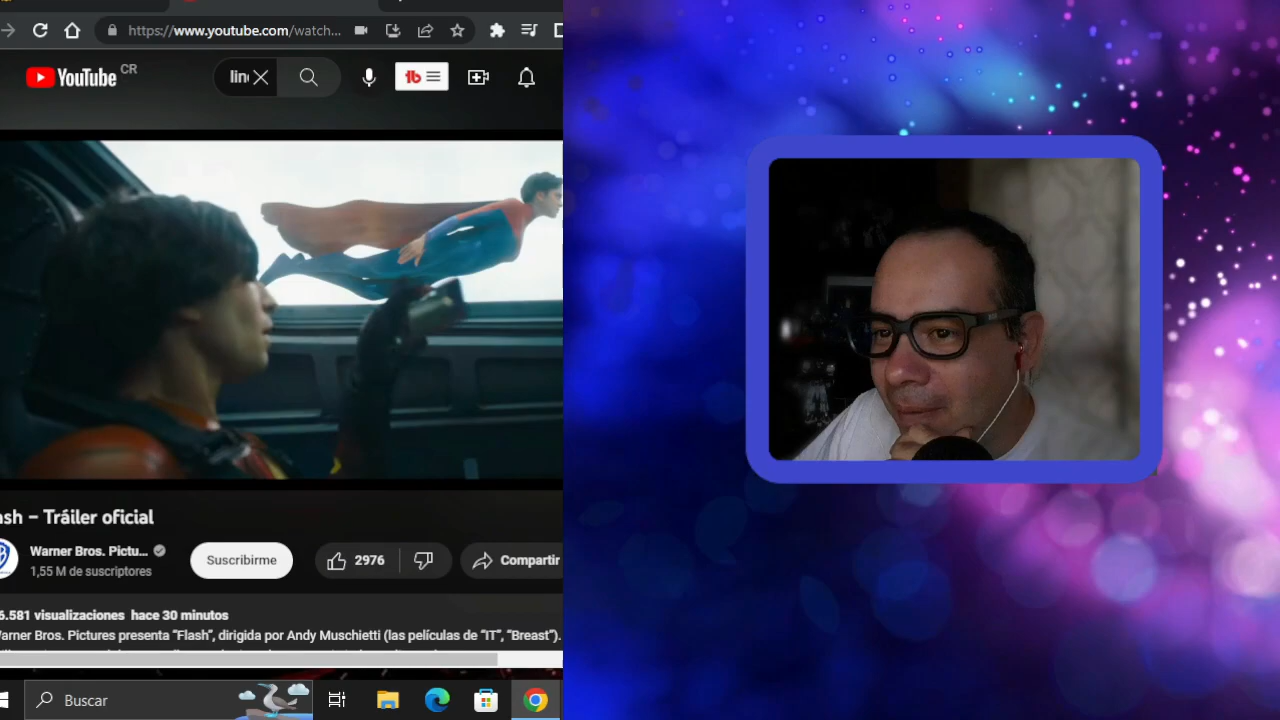 https://www.youtube.com/watch...
YouTube CR
lin
ash – Tráiler oficial
Warner Bros. Pictu...
1,55 M de suscriptores
Suscribirme
2976
Compartir
6.581 visualizaciones hace 30 minutos
Warner Bros. Pictures presenta “Flash”, dirigida por Andy Muschietti (las películas de “IT”, “Breast”).
Buscar